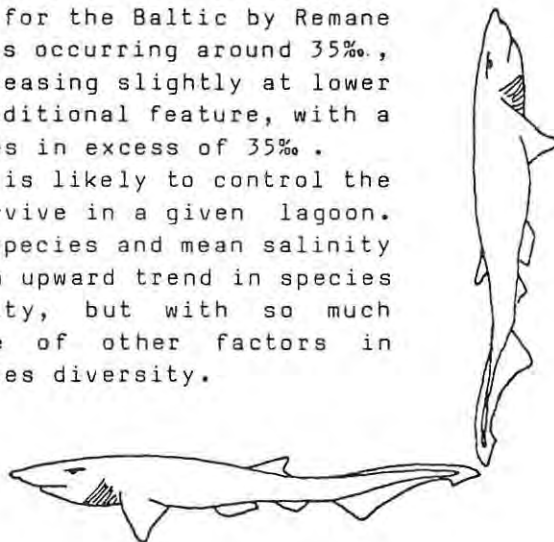 for the Baltic by Remane
s occurring around 35‰.,
easing slightly at lower
ditional feature, with a
es in excess of 35‰ .
is likely to control the
rvive in a given lagoon.
pecies and mean salinity
upward trend in species
ty, but with so much
e of other factors in
es diversity.